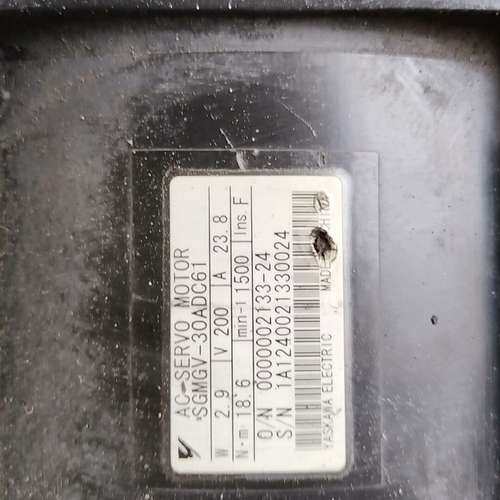 AC-SERVO MOTOR
SGMGV-30ADC61
W 2.9 V 200 A 23.8
N·m 18.6 min-1 1500 Ins. F
O/N 0000002133-24
S/N 1A1240021330024
YASKAWA ELECTRIC MADE